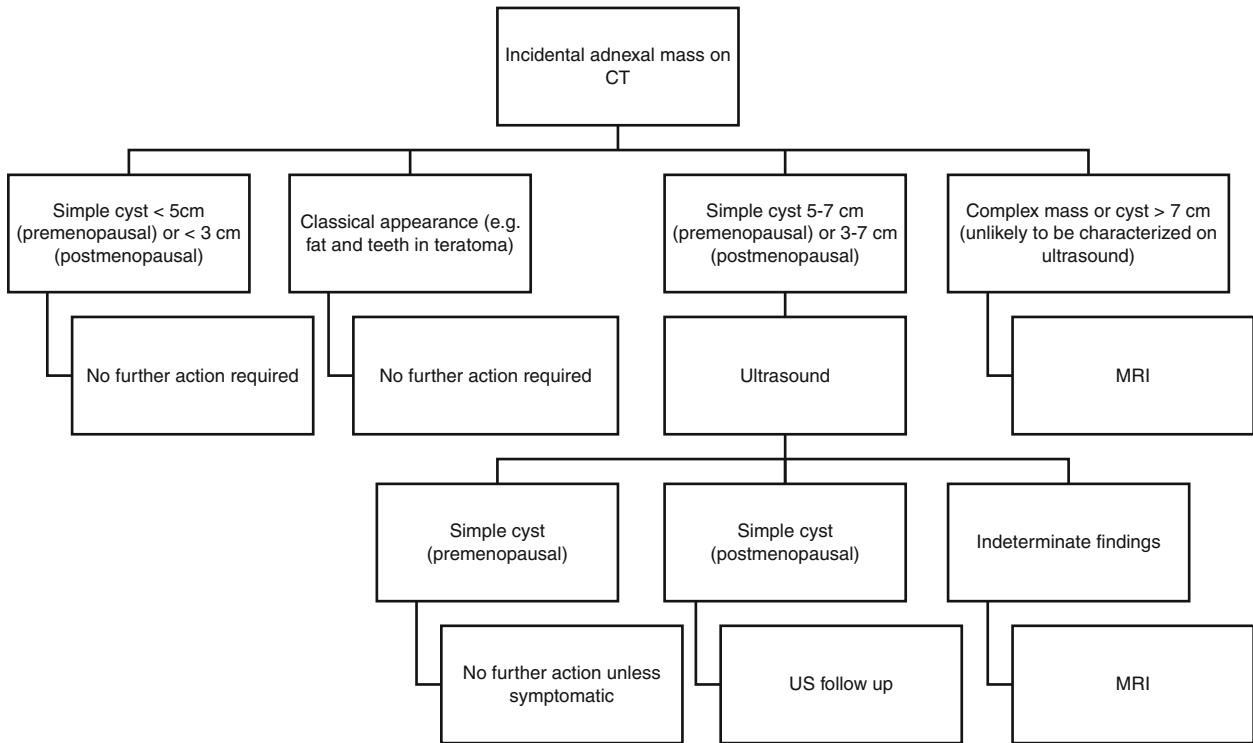 Incidental adnexal mass on
CT
Simple cyst < 5cm
(premenopausal) or < 3 cm
(postmenopausal)
Classical appearance (e.g.
fat and teeth in teratoma)
Simple cyst 5-7 cm
(premenopausal) or 3-7 cm
(postmenopausal)
Complex mass or cyst > 7 cm
(unlikely to be characterized on
ultrasound)
No further action required
No further action required
Ultrasound
MRI
Simple cyst
(premenopausal)
Simple cyst
(postmenopausal)
Indeterminate findings
No further action unless
symptomatic
US follow up
MRI